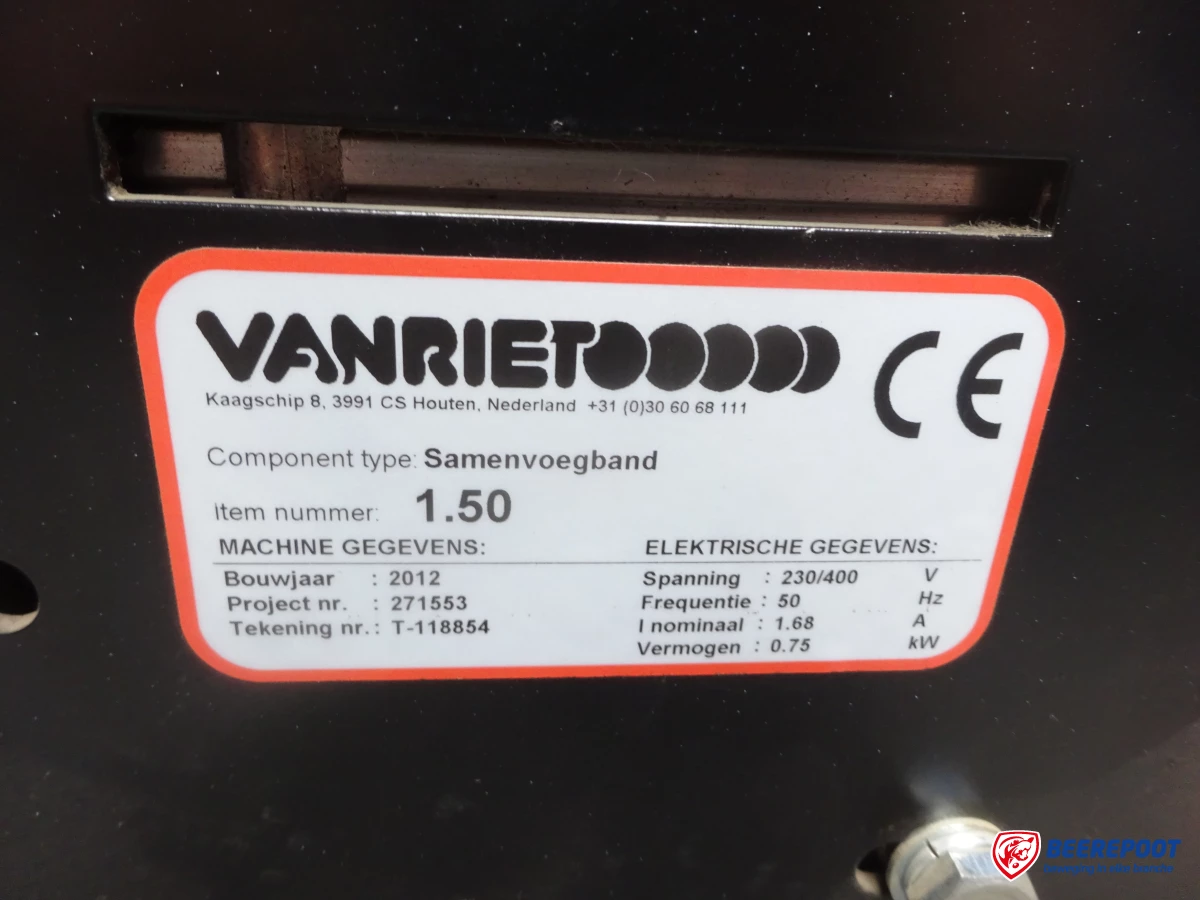 VANRIET
Kaagschip 8, 3991 CS Houten, Nederland +31 (0)30 60 68 111
CE
Component type: Samenvoegband
Item nummer: 1.50
MACHINE GEGEVENS:
Bouwjaar : 2012
Project nr. : 271553
Tekening nr. : T-118854
ELEKTRISCHE GEGEVENS:
Spanning : 230/400 V
Frequentie : 50 Hz
I nominaal : 1.68 A
Vermogen : 0.75 kW
BEEREPOOT